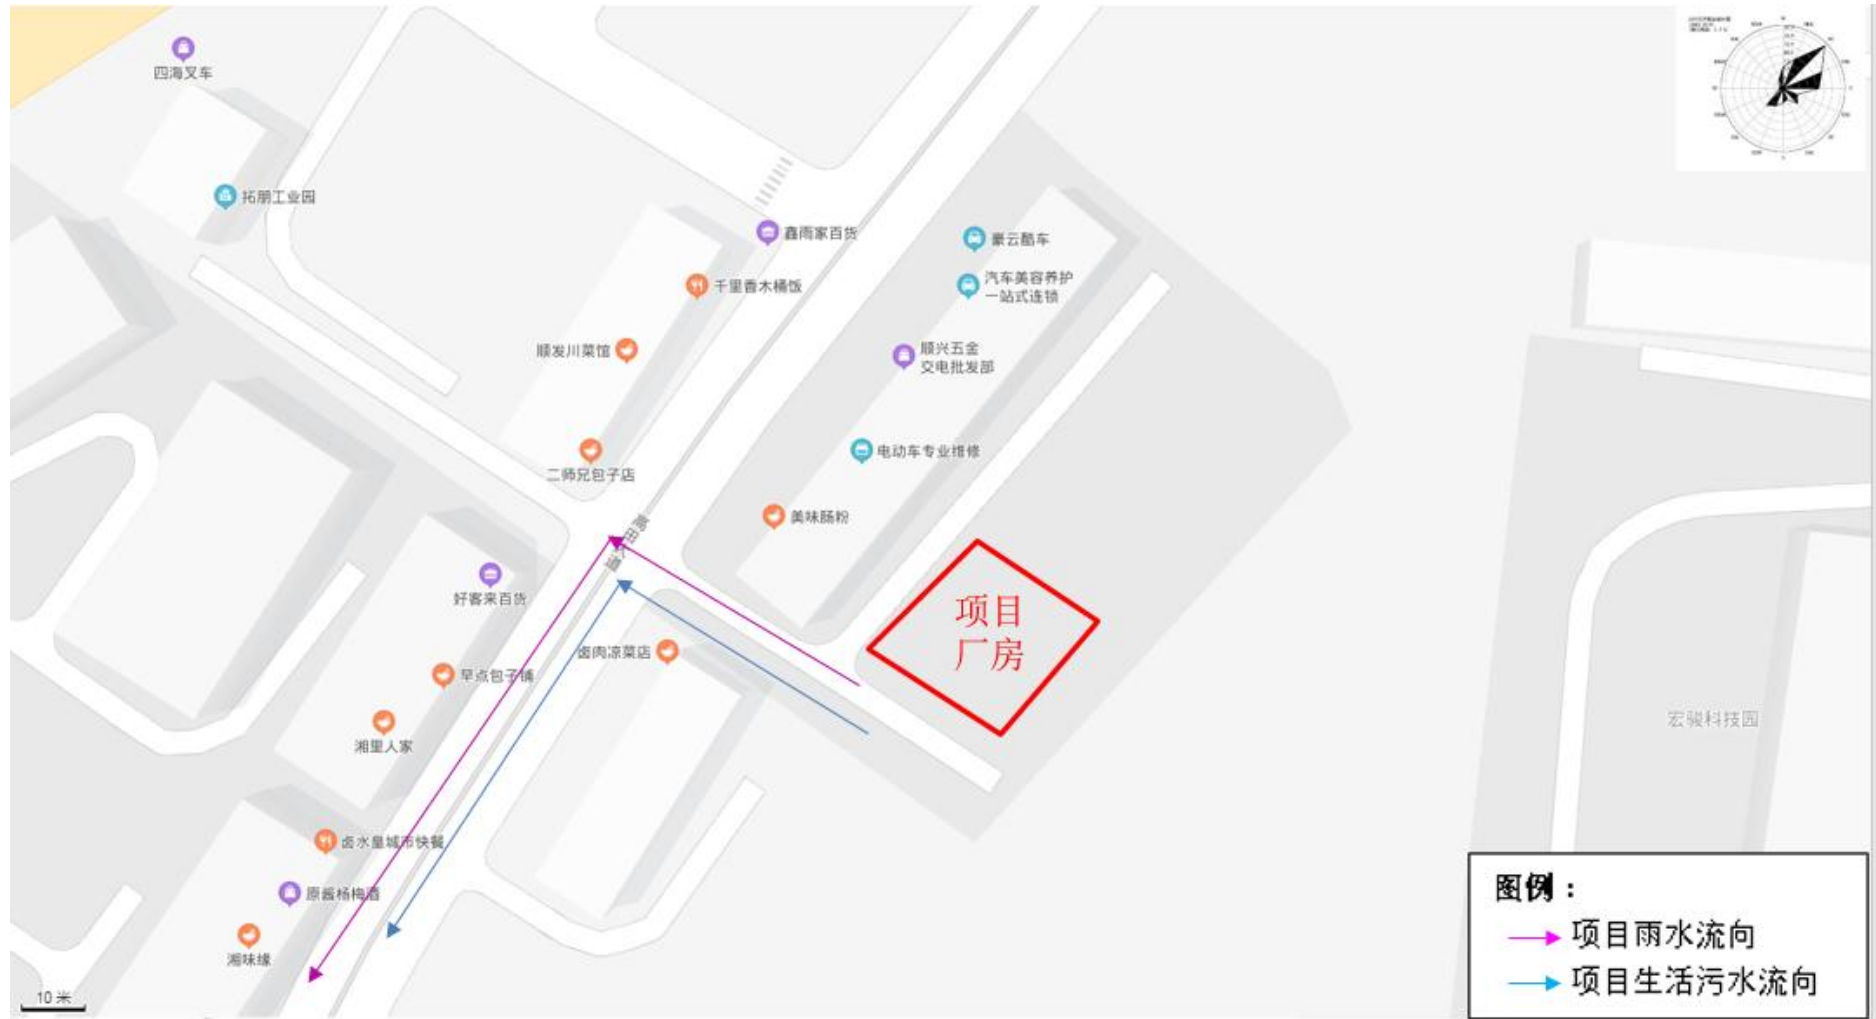 四海叉车
拓朋工业园
鑫雨家百货
千里香木桶饭
顺发川菜馆
二师兄包子店
豪云酷车
汽车美容养护
一站式连锁
顺兴五金
交电批发部
电动车专业维修
美味肠粉
高田大道
项目
厂房
好客来百货
卤肉凉菜店
早点包子铺
湘里人家
卤水皇城市快餐
原酱杨梅酒
湘味缘
宏骏科技园
10 米
图例：
项目雨水流向
项目生活污水流向